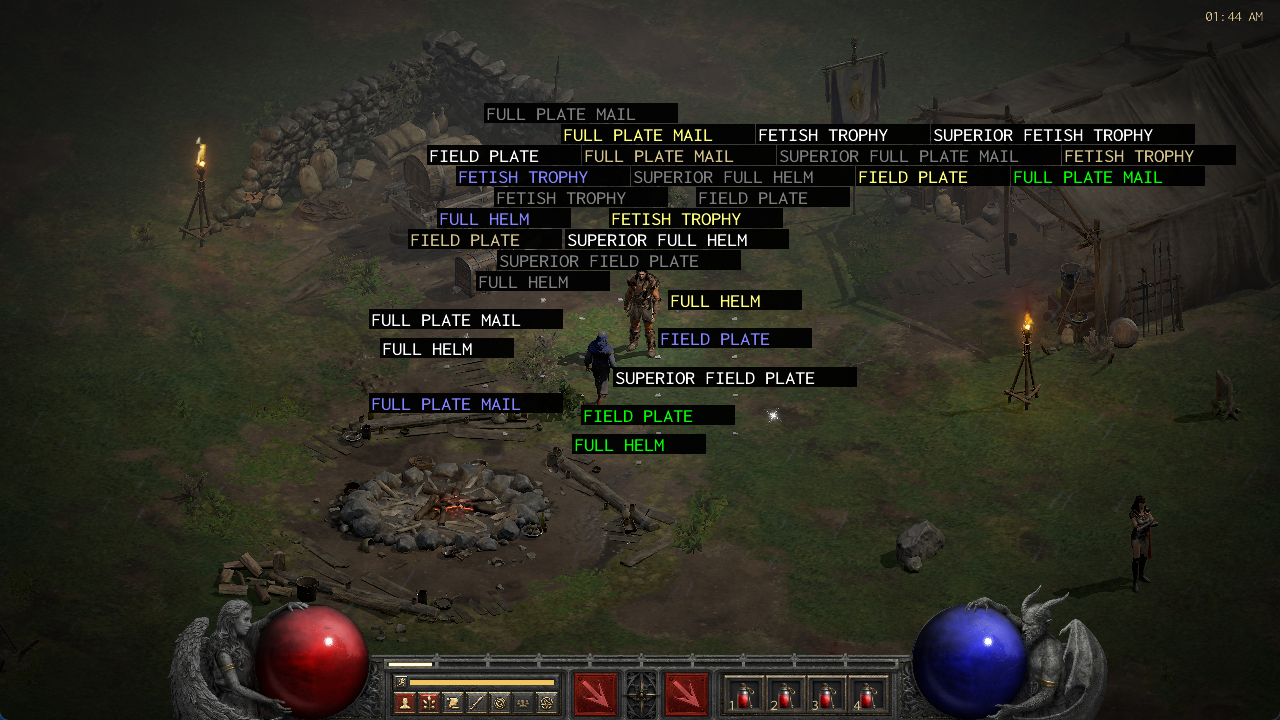 01:44 AM
FULL PLATE MAIL
FULL PLATE MAIL FETISH TROPHY SUPERIOR FETISH TROPHY
FIELD PLATE FULL PLATE MAIL SUPERIOR FULL PLATE MAIL FETISH TROPHY
FETISH TROPHY SUPERIOR FULL HELM FIELD PLATE FULL PLATE MAIL
FETISH TROPHY FIELD PLATE
FULL HELM FETISH TROPHY
FIELD PLATE SUPERIOR FULL HELM
SUPERIOR FIELD PLATE
FULL HELM
FULL HELM
FULL PLATE MAIL
FIELD PLATE
FULL HELM
SUPERIOR FIELD PLATE
FULL PLATE MAIL
FIELD PLATE
FULL HELM
1 2 3 4